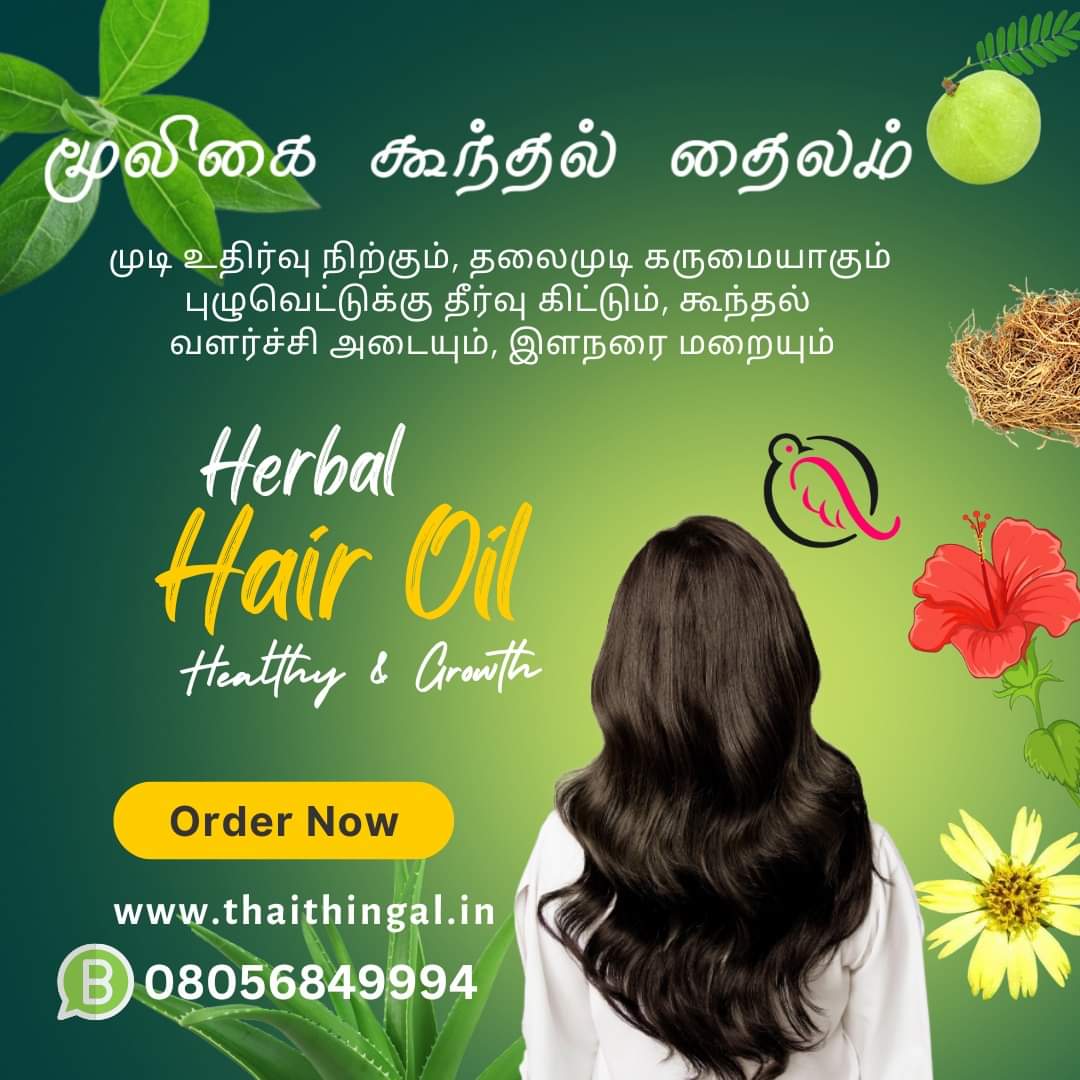 மூலிகை கூந்தல் தைலம்
முடி உதிர்வு நிற்கும், தலைமுடி கருமையாகும்
புழுவெட்டுக்கு தீர்வு கிட்டும், கூந்தல்
வளர்ச்சி அடையும், இளநரை மறையும்
Herbal
Hair Oil
Healthy & Growth
Order Now
www.thaithingal.in
B 08056849994